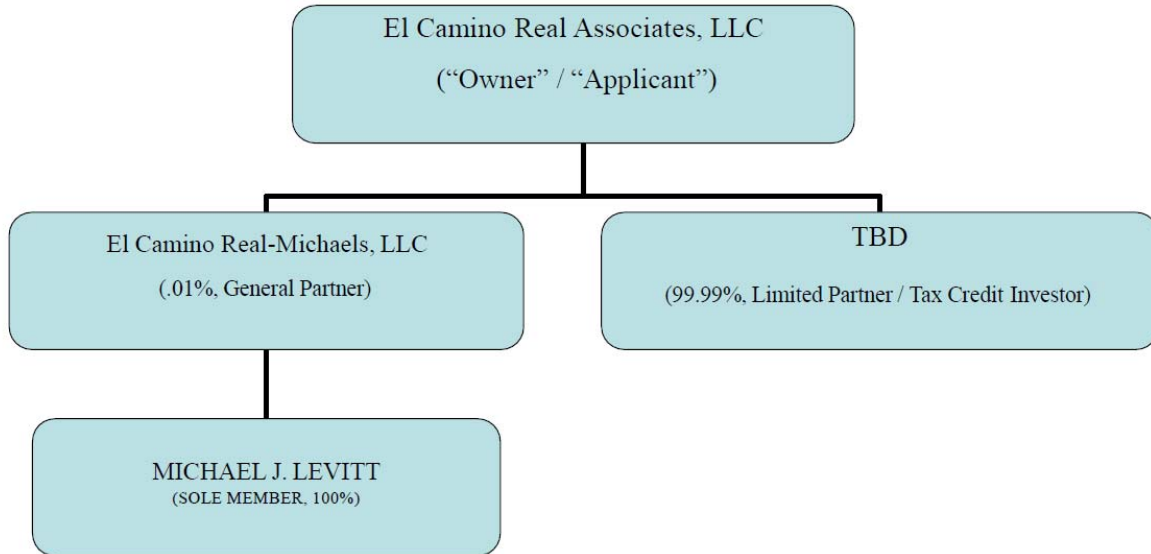 El Camino Real Associates, LLC
(“Owner” / “Applicant”)
El Camino Real-Michaels, LLC
(.01%, General Partner)
TBD
(99.99%, Limited Partner / Tax Credit Investor)
MICHAEL J. LEVITT
(SOLE MEMBER, 100%)